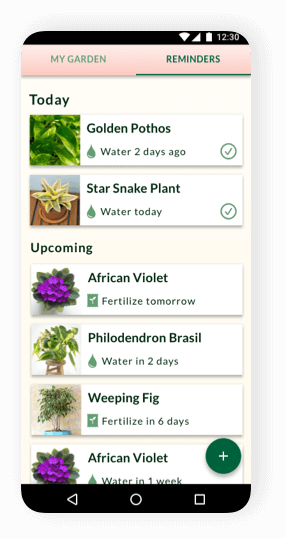 12:30
MY GARDEN
REMINDERS
Today
Golden Pothos
Water 2 days ago
Star Snake Plant
Water today
Upcoming
African Violet
Fertilize tomorrow
Philodendron Brasil
Water in 2 days
Weeping Fig
Fertilize in 6 days
African Violet
Water in 1 week
+